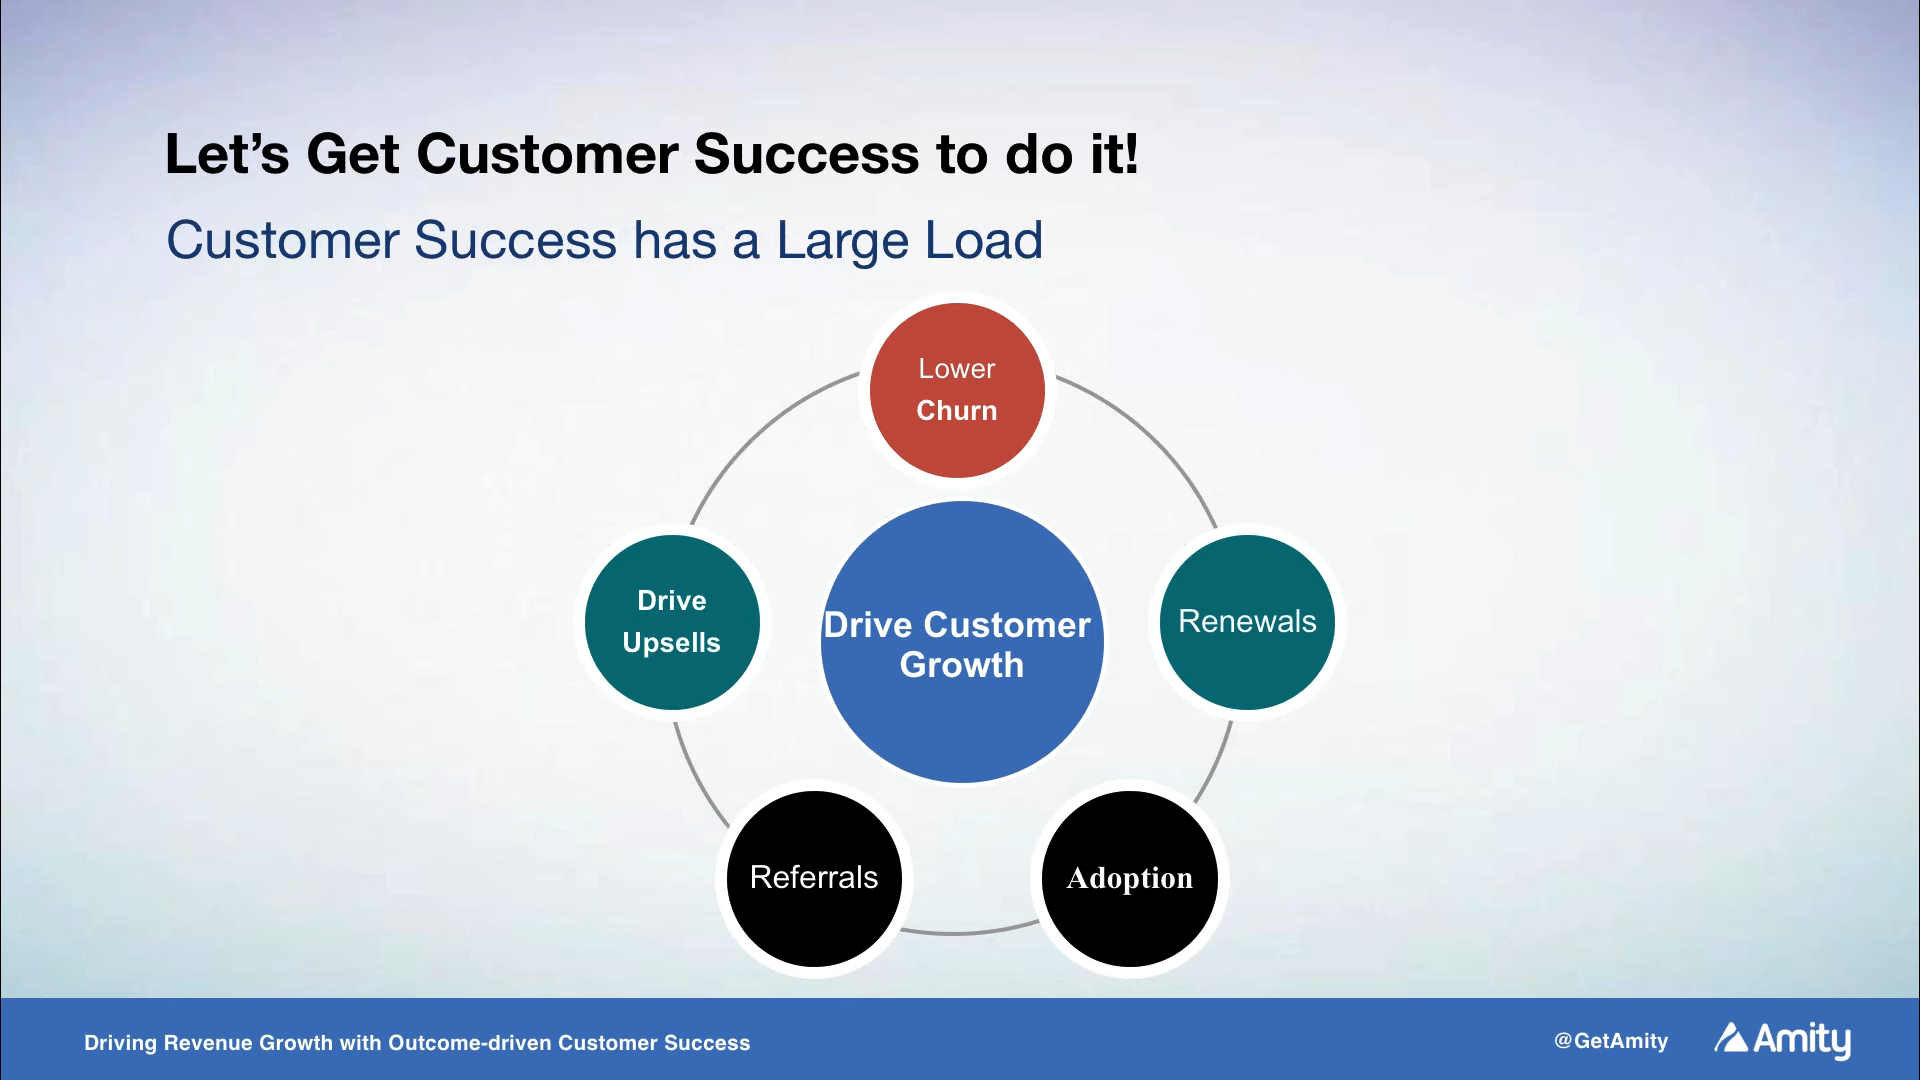 Let’s Get Customer Success to do it!
Customer Success has a Large Load
Lower
Churn
Drive
Upsells
Drive Customer
Growth
Renewals
Referrals
Adoption
Driving Revenue Growth with Outcome-driven Customer Success
@GetAmity
Amity